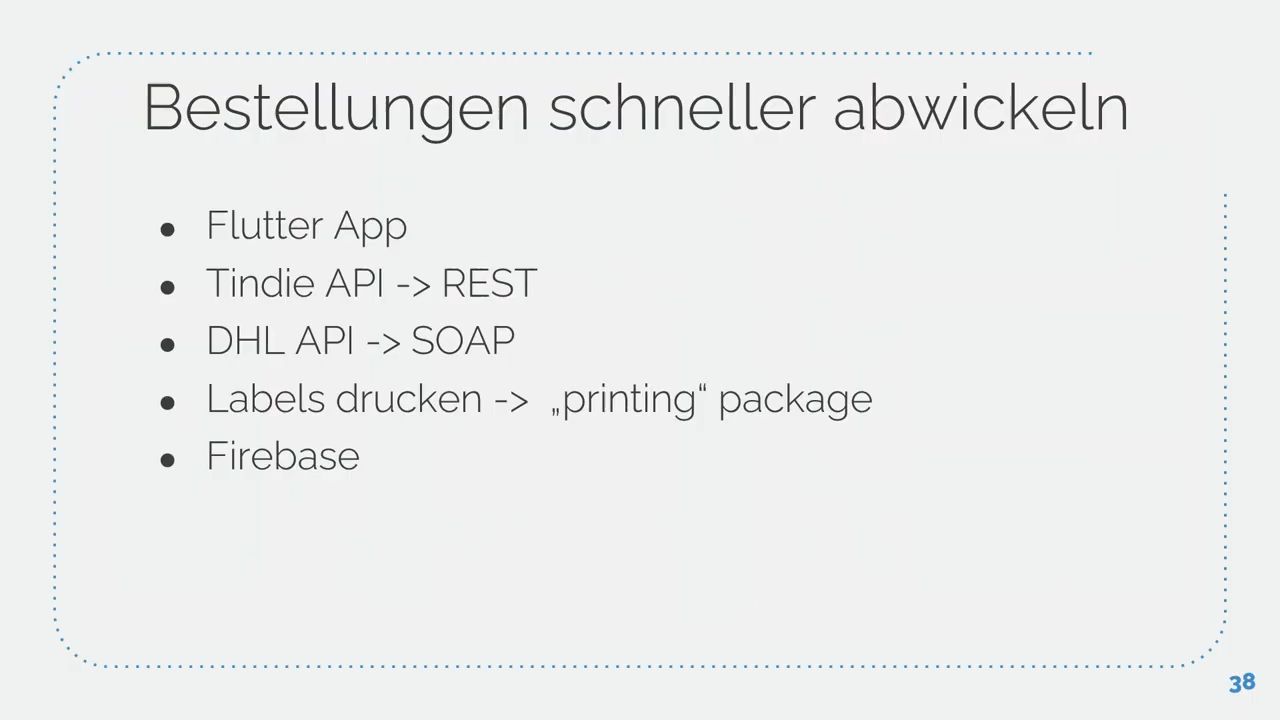 Bestellungen schneller abwickeln
● Flutter App
● Tindie API -> REST
● DHL API -> SOAP
● Labels drucken -> „printing“ package
● Firebase
38